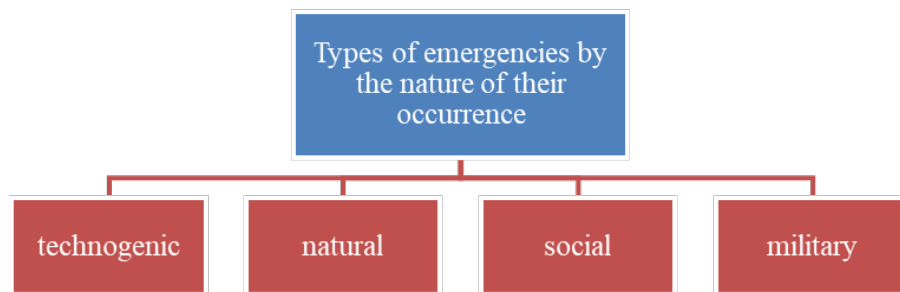 Types of emergencies by
the nature of their
occurrence
technogenic
natural
social
military